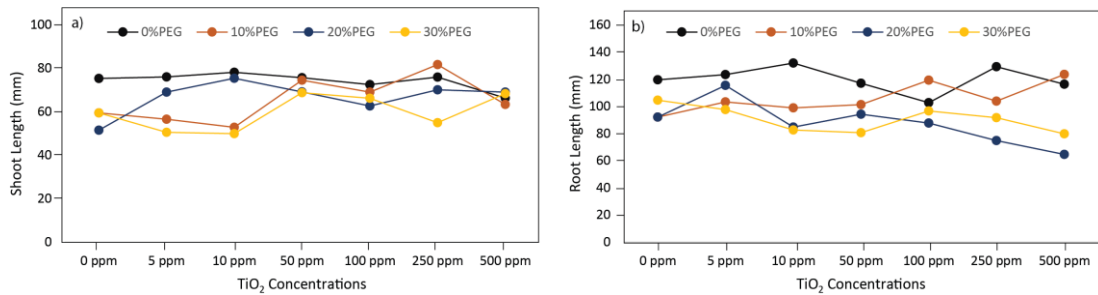 a)
0%PEG 10%PEG 20%PEG 30%PEG
Shoot Length (mm)
100
80
60
40
20
0
0 ppm 5 ppm 10 ppm 50 ppm 100 ppm 250 ppm 500 ppm
TiO₂ Concentrations
b)
0%PEG 10%PEG 20%PEG 30%PEG
Root Length (mm)
160
140
120
100
80
60
40
20
0
0 ppm 5 ppm 10 ppm 50 ppm 100 ppm 250 ppm 500 ppm
TiO₂ Concentrations